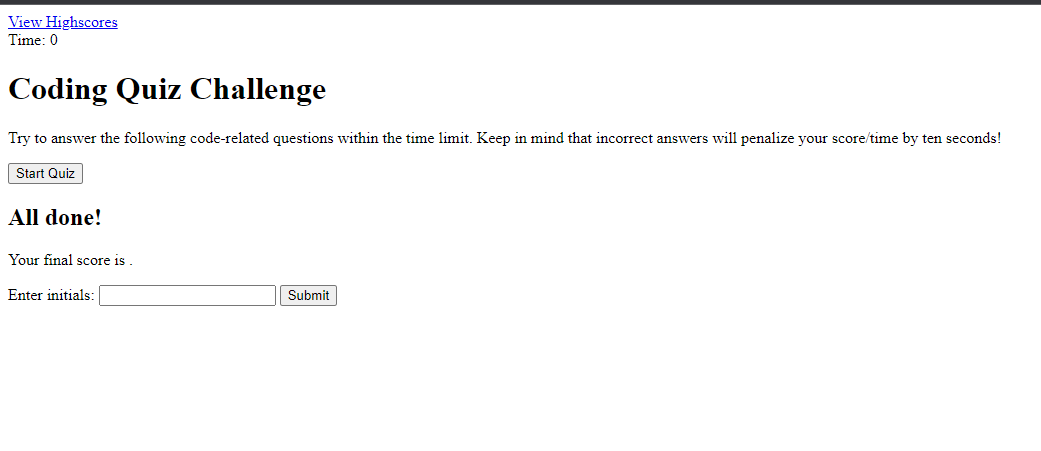 View Highscores
Time: 0
Coding Quiz Challenge
Try to answer the following code-related questions within the time limit. Keep in mind that incorrect answers will penalize your score/time by ten seconds!
Start Quiz
All done!
Your final score is .
Enter initials: Submit